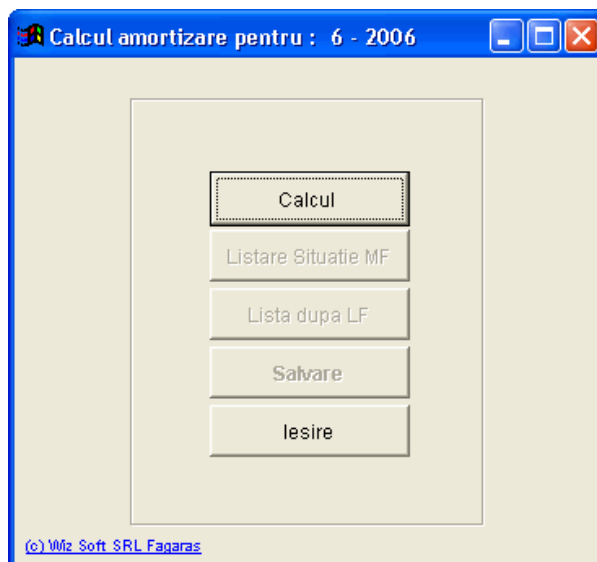 Calcul amortizare pentru :  6 - 2006
Calcul
Listare Situatie MF
Lista dupa LF
Salvare
Iesire
(c) Wiz Soft SRL Fagaras